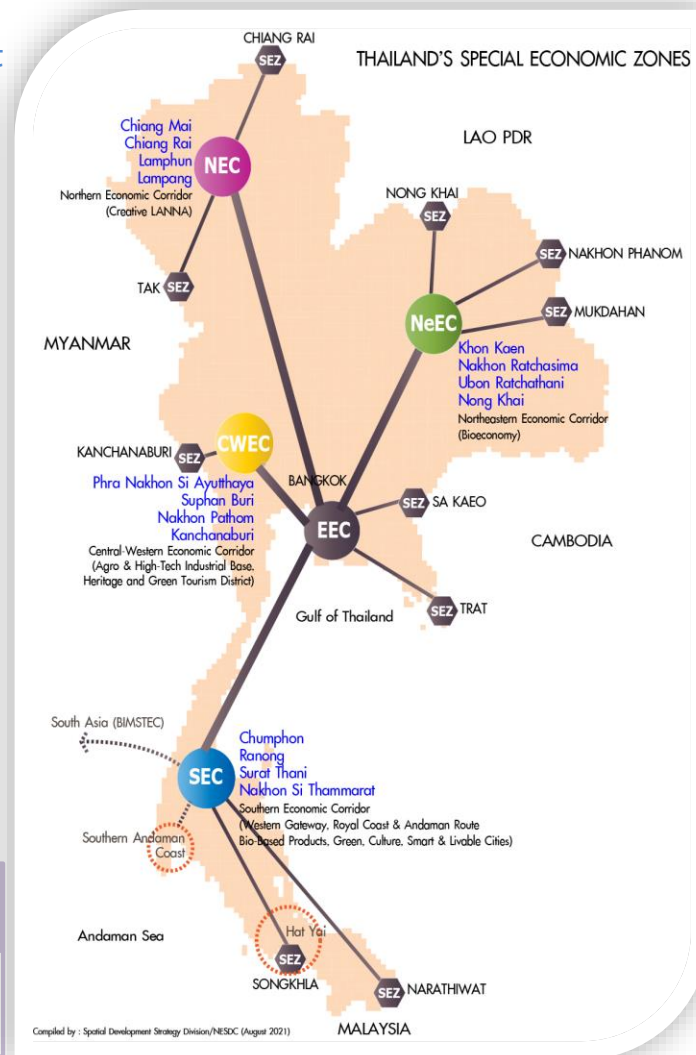 CHIANG RAI
SEZ
THAILAND'S SPECIAL ECONOMIC ZONES
Chiang Mai
Chiang Rai
Lamphun
Lampang
NEC
Northern Economic Corridor
(Creative LANNA)
LAO PDR
NONG KHAI
SEZ
SEZ NAKHON PHANOM
TAK SEZ
SEZ MUKDAHAN
NeEC
MYANMAR
Khon Kaen
Nakhon Ratchasima
Ubon Ratchathani
Nong Khai
Northeastern Economic Corridor
(Bioeconomy)
CWEC
KANCHANABURI SEZ
Phra Nakhon Si Ayutthaya
Suphan Buri
Nakhon Pathom
Kanchanaburi
Central-Western Economic Corridor
(Agro & High-Tech Industrial Base,
Heritage and Green Tourism District)
BANGKOK
EEC
SEZ SA KAEO
CAMBODIA
SEZ TRAT
Gulf of Thailand
South Asia (BIMSTEC)
SEC
Chumphon
Ranong
Surat Thani
Nakhon Si Thammarat
Southern Economic Corridor
(Western Gateway, Royal Coast & Andaman Route
Bio-Based Products, Green, Culture, Smart & Livable Cities)
Southern Andaman
Coast
Andaman Sea
Hat Yai
SEZ
SONGKHLA
SEZ NARATHIWAT
MALAYSIA
Compiled by : Spatial Development Strategy Division/NESDC (August 2021)